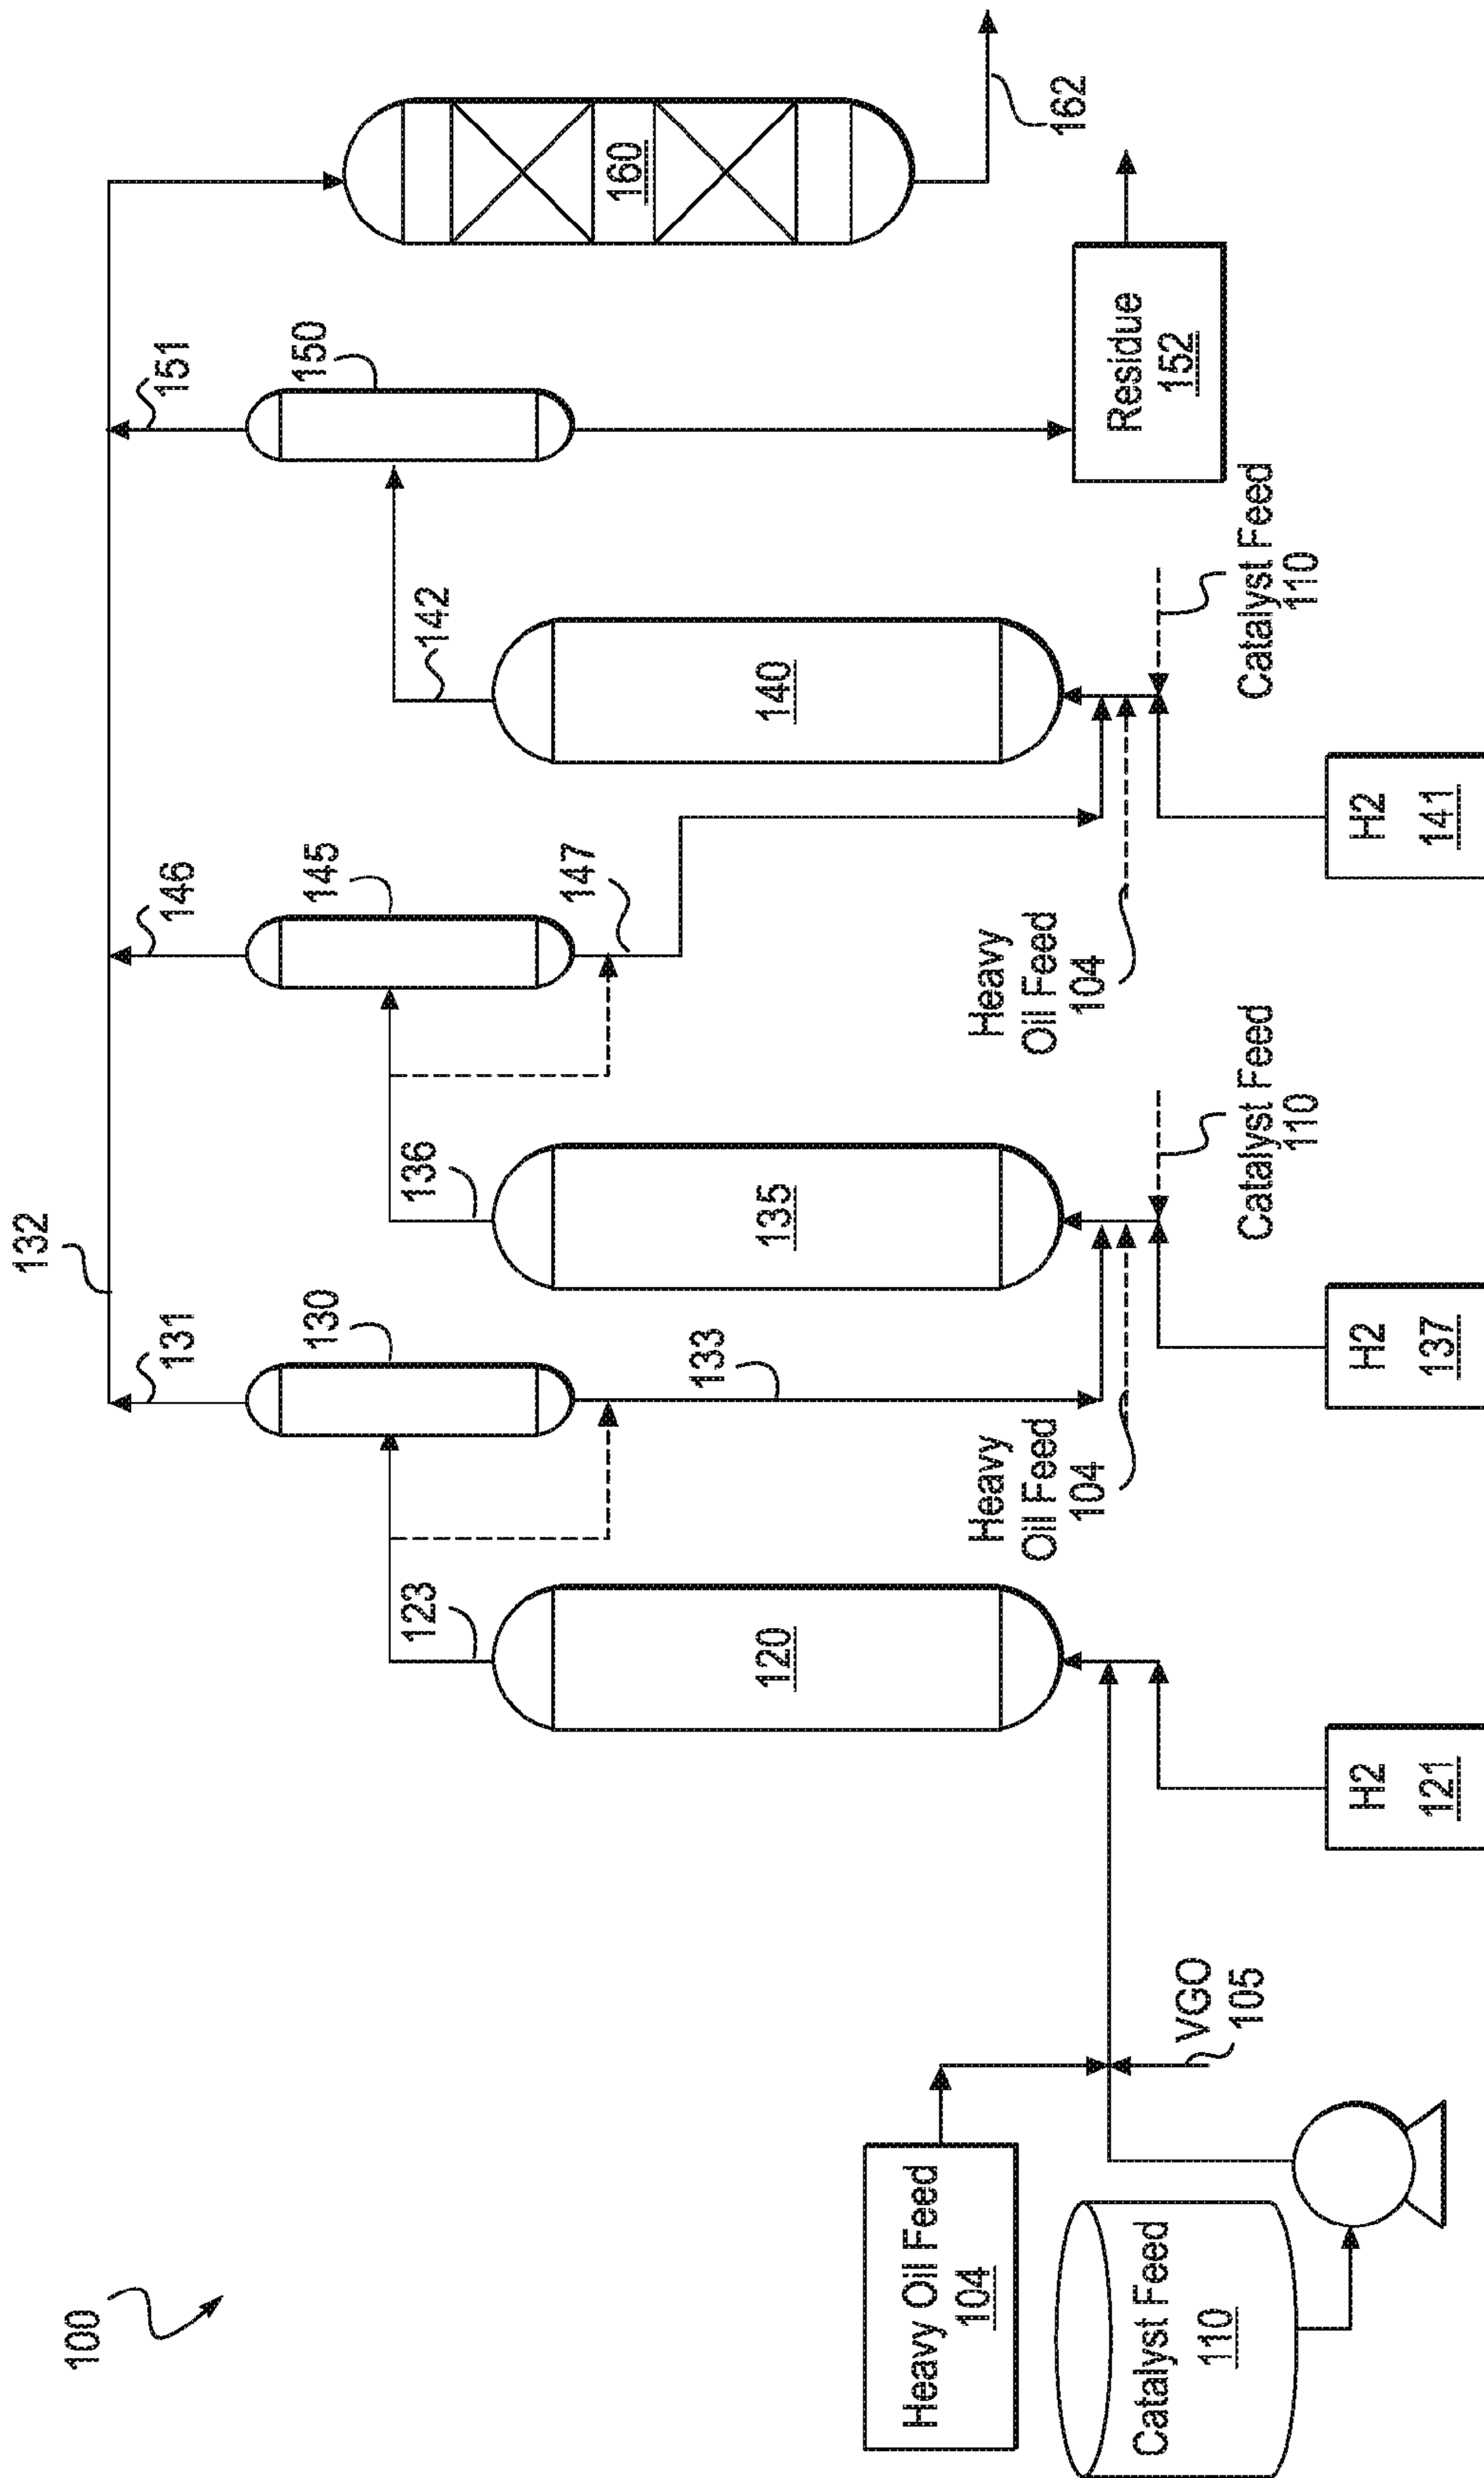 100
132
131
146
151
130
145
150
123
136
142
133
147
120
135
140
160
162
Heavy Oil Feed
104
Catalyst Feed
110
VGO
105
Heavy
Oil Feed
104
Heavy
Oil Feed
104
Catalyst Feed
110
Catalyst Feed
110
H2
121
H2
137
H2
141
Residue
152